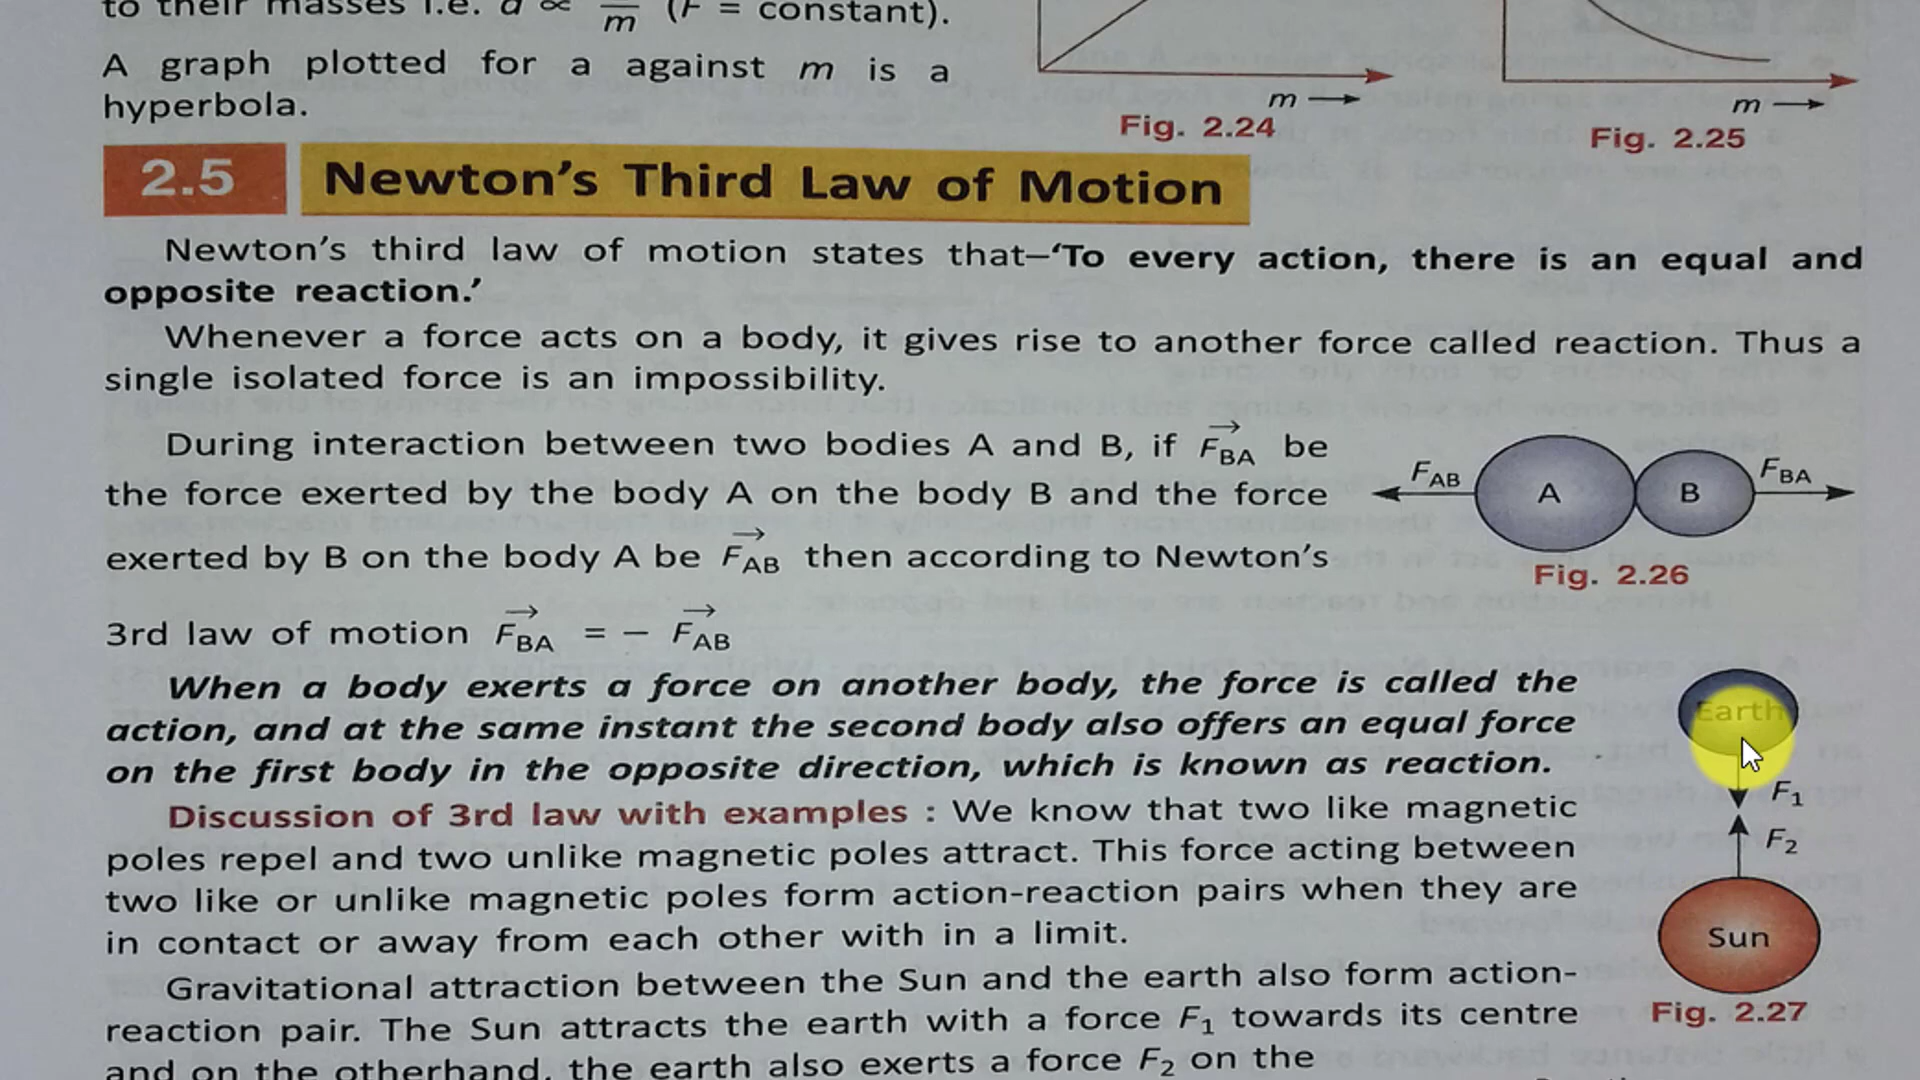 to their masses i.e. a ∝ 1/m (F = constant).
A graph plotted for a against m is a
hyperbola.
m
Fig. 2.24
m
Fig. 2.25
2.5 Newton's Third Law of Motion
Newton's third law of motion states that—'To every action, there is an equal and
opposite reaction.'
Whenever a force acts on a body, it gives rise to another force called reaction. Thus a
single isolated force is an impossibility.
During interaction between two bodies A and B, if F⃗BA be
the force exerted by the body A on the body B and the force
exerted by B on the body A be F⃗AB then according to Newton's
3rd law of motion F⃗BA = − F⃗AB
FAB A B FBA
Fig. 2.26
When a body exerts a force on another body, the force is called the
action, and at the same instant the second body also offers an equal force
on the first body in the opposite direction, which is known as reaction.
Discussion of 3rd law with examples : We know that two like magnetic
poles repel and two unlike magnetic poles attract. This force acting between
two like or unlike magnetic poles form action-reaction pairs when they are
in contact or away from each other with in a limit.
Gravitational attraction between the Sun and the earth also form action-
reaction pair. The Sun attracts the earth with a force F₁ towards its centre
and on the otherhand, the earth also exerts a force F₂ on the
Earth
F₁
F₂
Sun
Fig. 2.27